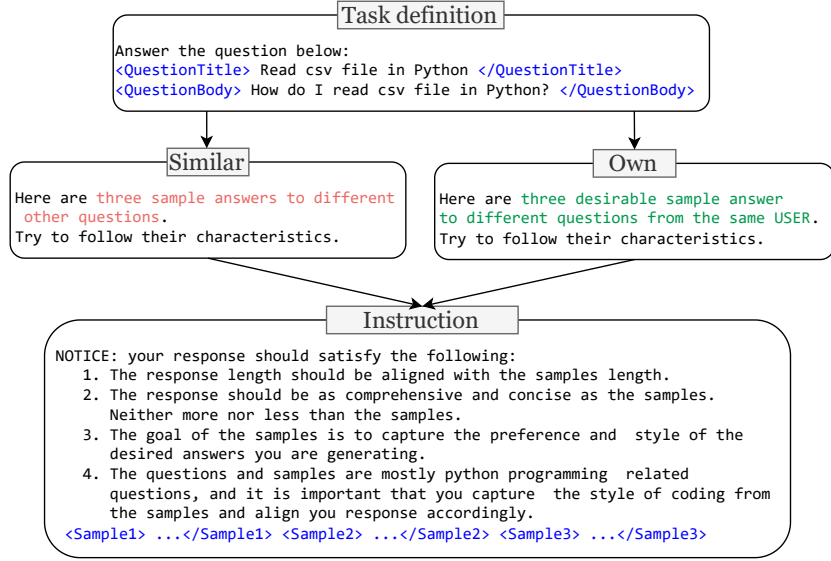 Task definition
Answer the question below:
<QuestionTitle> Read csv file in Python </QuestionTitle>
<QuestionBody> How do I read csv file in Python? </QuestionBody>
Similar
Here are three sample answers to different
other questions.
Try to follow their characteristics.
Own
Here are three desirable sample answer
to different questions from the same USER.
Try to follow their characteristics.
Instruction
NOTICE: your response should satisfy the following:
1. The response length should be aligned with the samples length.
2. The response should be as comprehensive and concise as the samples.
Neither more nor less than the samples.
3. The goal of the samples is to capture the preference and style of the
desired answers you are generating.
4. The questions and samples are mostly python programming related
questions, and it is important that you capture the style of coding from
the samples and align you response accordingly.
<Sample1> ...</Sample1> <Sample2> ...</Sample2> <Sample3> ...</Sample3>